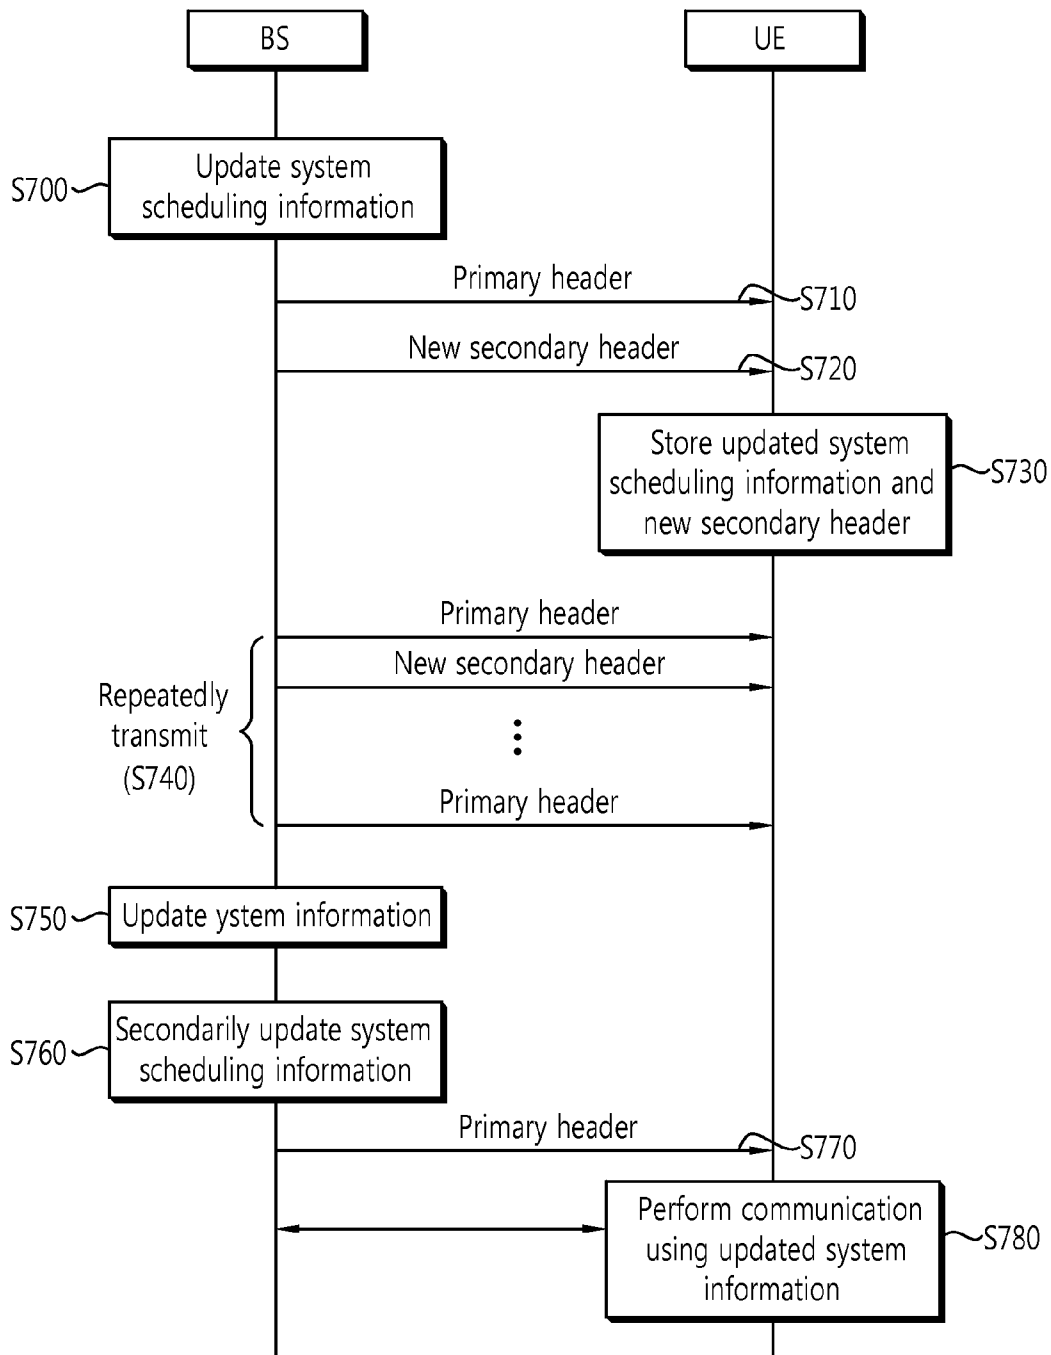 BS
UE
S700
Update system
scheduling information
Primary header
S710
New secondary header
S720
Store updated system
scheduling information and
new secondary header
S730
Primary header
New secondary header
Repeatedly
transmit
(S740)
Primary header
S750
Update ystem information
S760
Secondarily update system
scheduling information
Primary header
S770
Perform communication
using updated system
information
S780